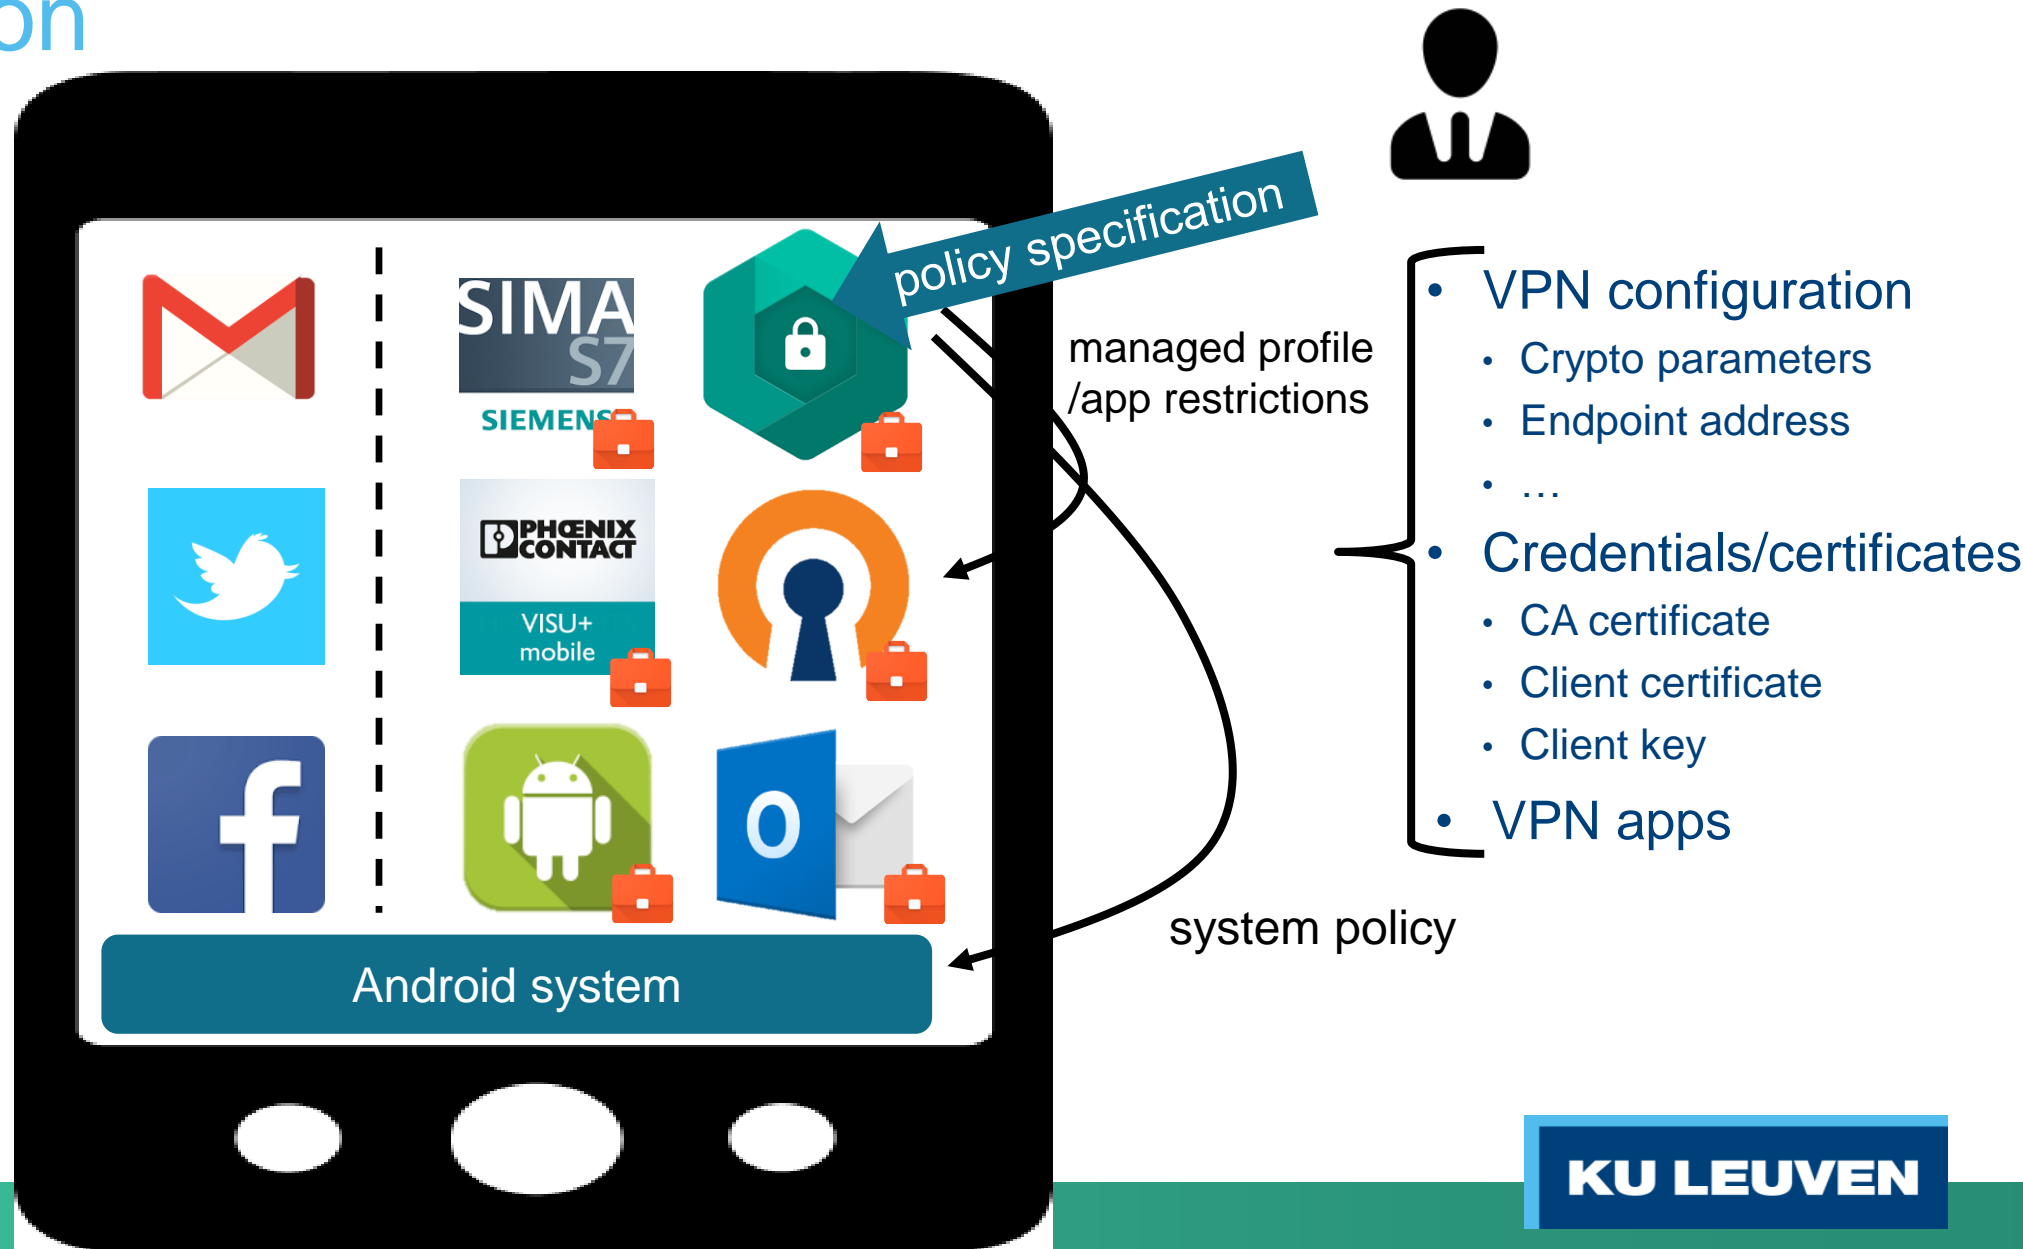 on
policy specification
SIMA
S7
SIEMENS
managed profile
/app restrictions
PHŒNIX
CONTACT
VISU+
mobile
O
Android system
system policy
• VPN configuration
• Crypto parameters
• Endpoint address
• …
• Credentials/certificates
• CA certificate
• Client certificate
• Client key
• VPN apps
KU LEUVEN